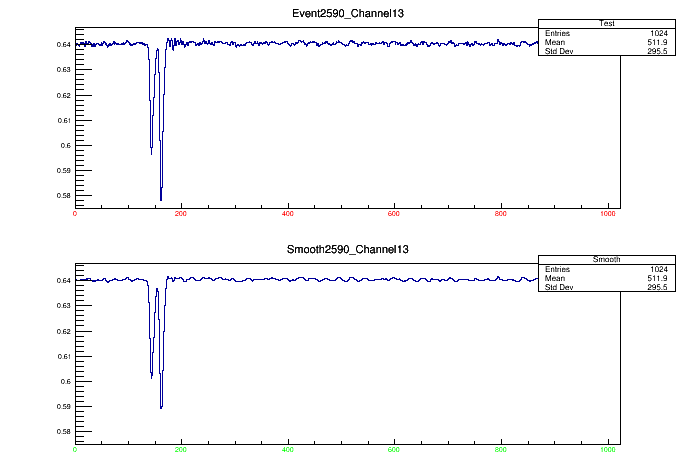 Event2590_Channel13
Test
Entries 1024
Mean 511.9
Std Dev 295.5
0.64
0.63
0.62
0.61
0.6
0.59
0.58
0 200 400 600 800 1000
Smooth2590_Channel13
Smooth
Entries 1024
Mean 511.9
Std Dev 295.5
0.64
0.63
0.62
0.61
0.6
0.59
0.58
0 200 400 600 800 1000